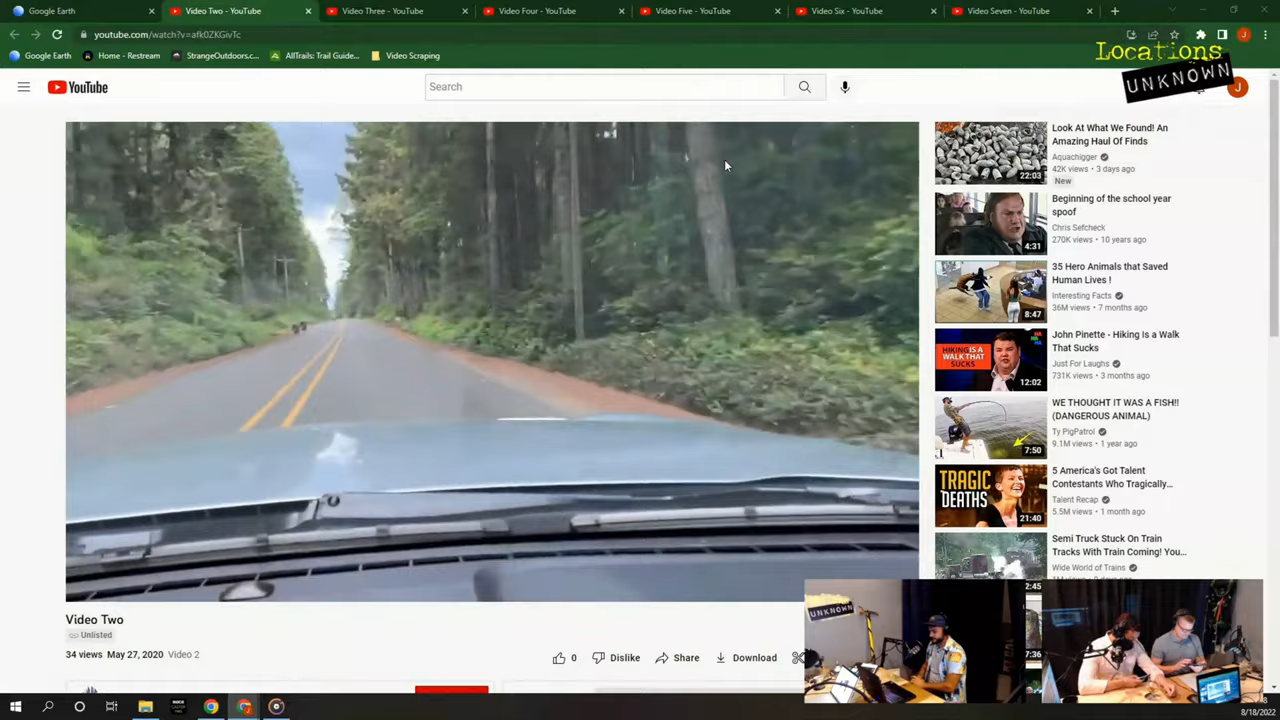 Google Earth
Video Two - YouTube
Video Three - YouTube
Video Four - YouTube
Video Five - YouTube
Video Six - YouTube
Video Seven - YouTube
youtube.com/watch?v=afk0ZKGivTc
Google Earth
Home - Restream
StrangeOutdoors.c...
AllTrails: Trail Guide...
Video Scraping
Locations
UNKNOWN
YouTube
Search
J
Look At What We Found! An
Amazing Haul Of Finds
Aquachigger
42K views • 3 days ago
New
22:03
Beginning of the school year
spoof
Chris Sefcheck
270K views • 10 years ago
4:31
35 Hero Animals that Saved
Human Lives !
Interesting Facts
36M views • 7 months ago
8:47
John Pinette - Hiking Is a Walk
That Sucks
Just For Laughs
731K views • 3 months ago
HIKING IS A
WALK THAT
SUCKS
12:02
WE THOUGHT IT WAS A FISH!!
(DANGEROUS ANIMAL)
Ty PigPatrol
9.1M views • 1 year ago
7:50
5 America's Got Talent
Contestants Who Tragically...
Talent Recap
5.5M views • 1 month ago
TRAGIC
DEATHS
21:40
Semi Truck Stuck On Train
Tracks With Train Coming! You...
Wide World of Trains
2:45
7:36
UNKNOWN
Video Two
Unlisted
34 views May 27, 2020 Video 2
0
Dislike
Share
Download
8/18/2022